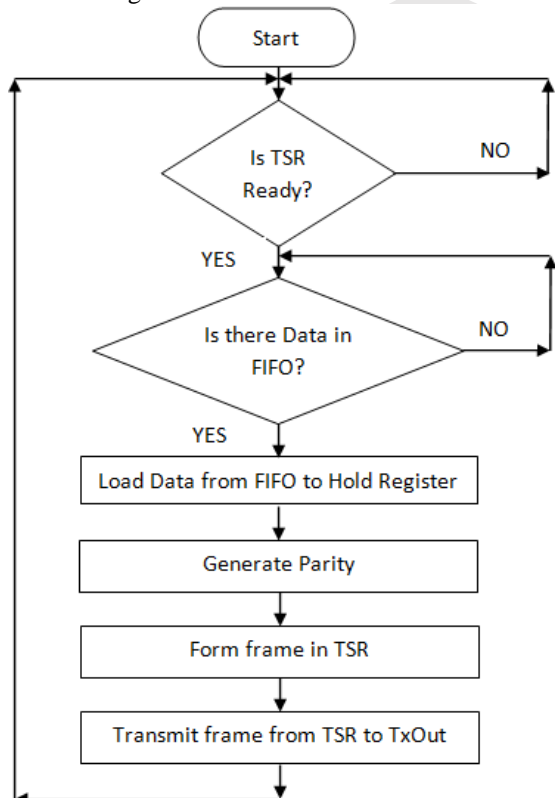 Start
Is TSR
Ready?
NO
YES
Is there Data in
FIFO?
NO
YES
Load Data from FIFO to Hold Register
Generate Parity
Form frame in TSR
Transmit frame from TSR to TxOut